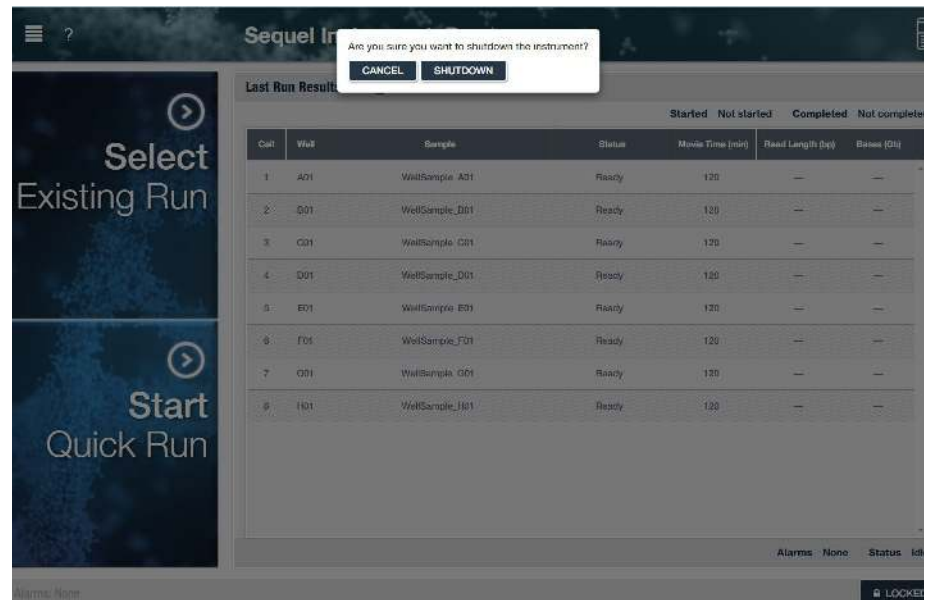 ?
Sequel In
Are you sure you want to shutdown the instrument?
CANCEL SHUTDOWN
Last Run Result
Started Not started Completed Not complete
Cell Well Sample Status Movie Time (min) Read Length (bp) Bases (Gb)
1 A01 WellSample_A01 Ready 120 — —
2 B01 WellSample_B01 Ready 120 — —
3 C01 WellSample_C01 Ready 120 — —
4 D01 WellSample_D01 Ready 120 — —
5 E01 WellSample_E01 Ready 120 — —
6 F01 WellSample_F01 Ready 120 — —
7 G01 WellSample_G01 Ready 120 — —
8 H01 WellSample_H01 Ready 120 — —
Select
Existing Run
Start
Quick Run
Alarms None Status Idl
Alarms: None
LOCKED